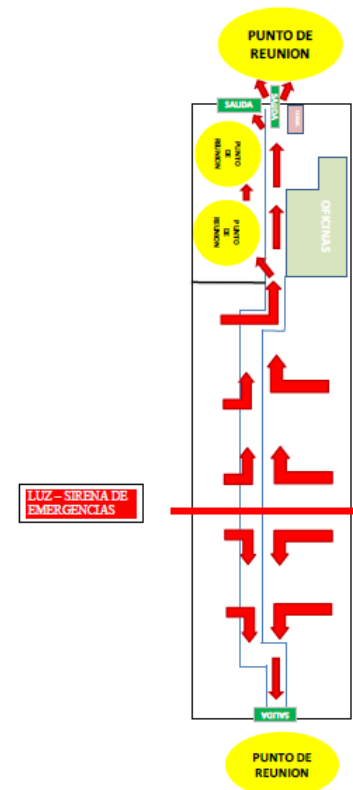 PUNTO DE
REUNION
SALIDA
SALIDA
PUNTO
DE
REUNION
PUNTO
DE
REUNION
OFICINAS
LUZ – SIRENA DE
EMERGENCIAS
SALIDA
PUNTO DE
REUNION